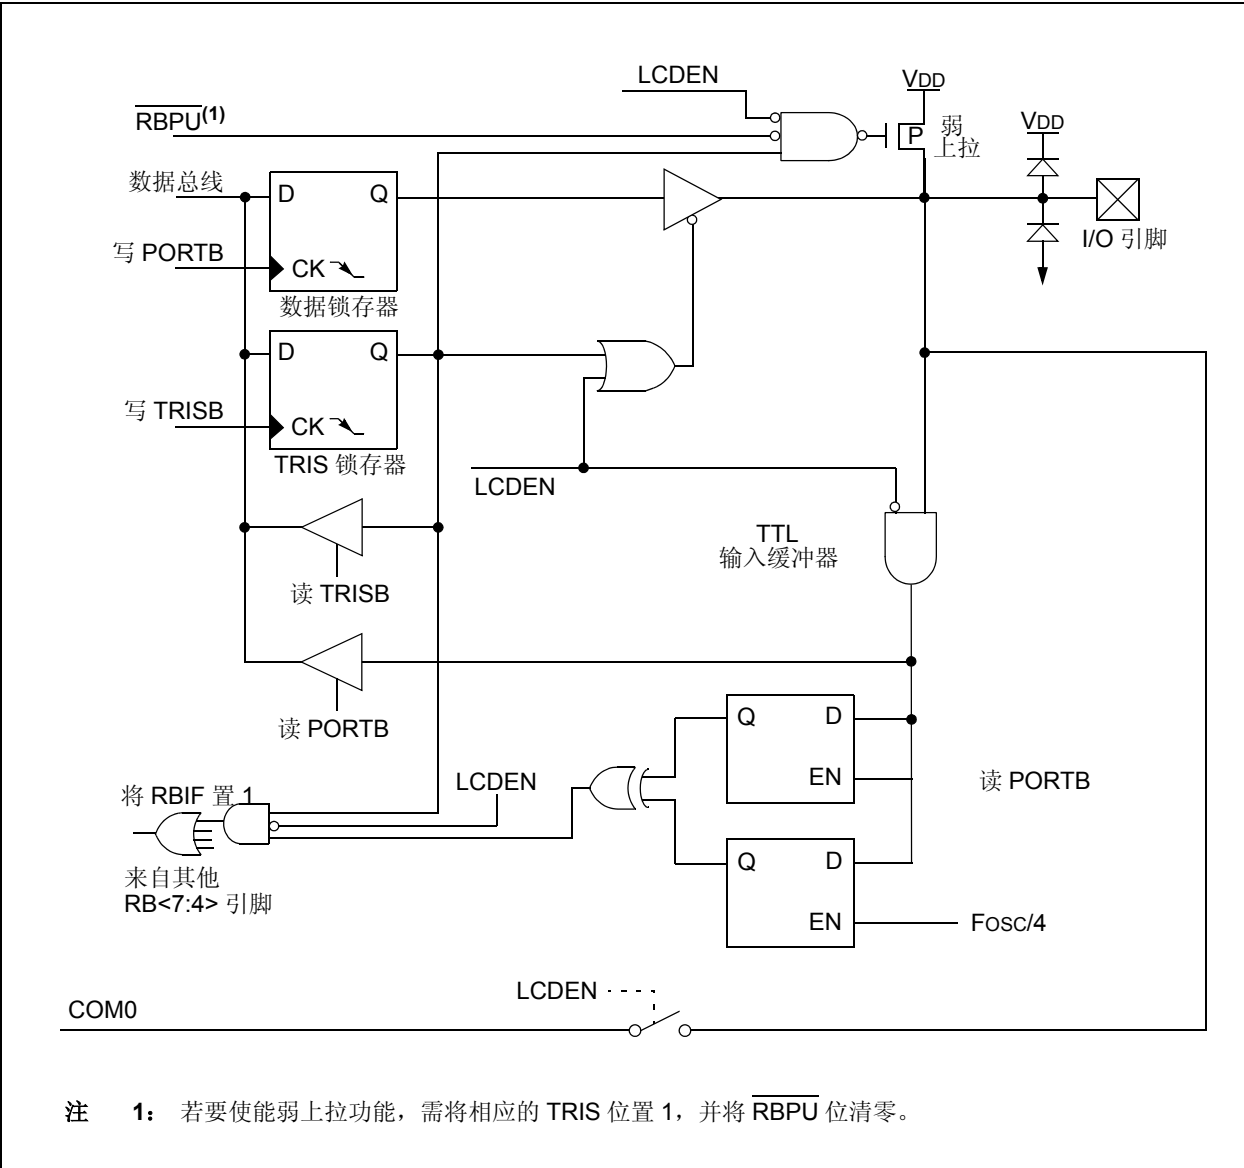 LCDEN
VDD
RBPU(1)
P
弱
上拉
VDD
数据总线
D
Q
I/O 引脚
写 PORTB
CK
数据锁存器
D
Q
写 TRISB
CK
TRIS 锁存器
LCDEN
TTL
输入缓冲器
读 TRISB
读 PORTB
Q
D
EN
读 PORTB
LCDEN
将 RBIF 置 1
Q
D
来自其他
RB<7:4> 引脚
EN
FOSC/4
LCDEN
COM0
注 1： 若要使能弱上拉功能，需将相应的 TRIS 位置 1，并将 RBPU 位清零。